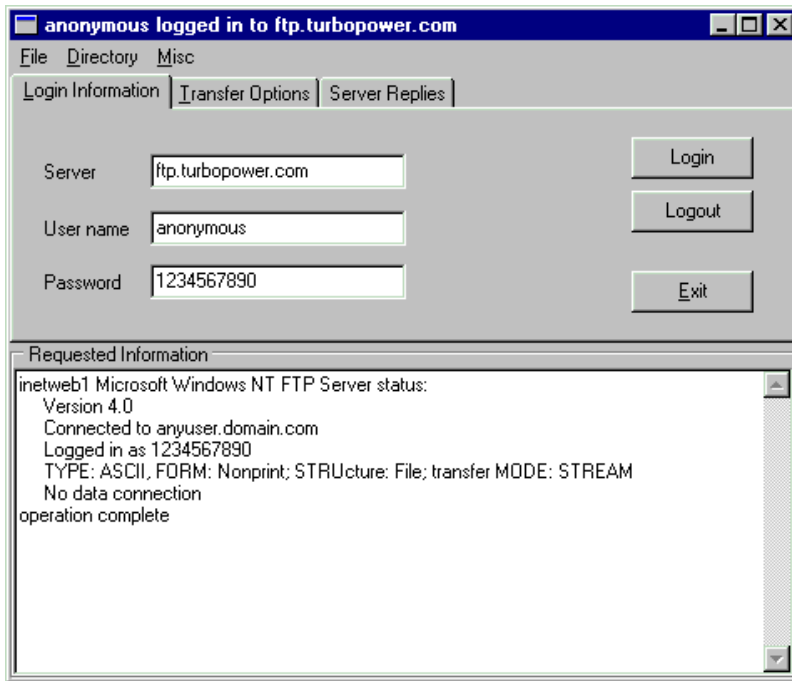 anonymous logged in to ftp.turbopower.com
File Directory Misc
Login Information Transfer Options Server Replies
Server ftp.turbopower.com Login
Logout
User name anonymous
Password 1234567890 Exit
Requested Information
inetweb1 Microsoft Windows NT FTP Server status:
Version 4.0
Connected to anyuser.domain.com
Logged in as 1234567890
TYPE: ASCII, FORM: Nonprint; STRUcture: File; transfer MODE: STREAM
No data connection
operation complete